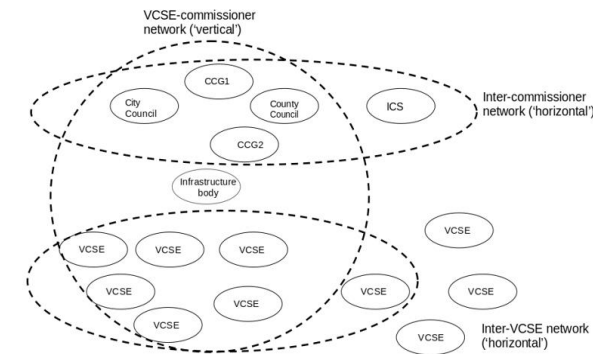 VCSE-commissioner
network (‘vertical’)
CCG1
City
Council
County
Council
ICS
Inter-commissioner
network (‘horizontal’)
CCG2
Infrastructure
body
VCSE
VCSE
VCSE
VCSE
VCSE
VCSE
VCSE
VCSE
VCSE
VCSE
VCSE
Inter-VCSE network
(‘horizontal’)